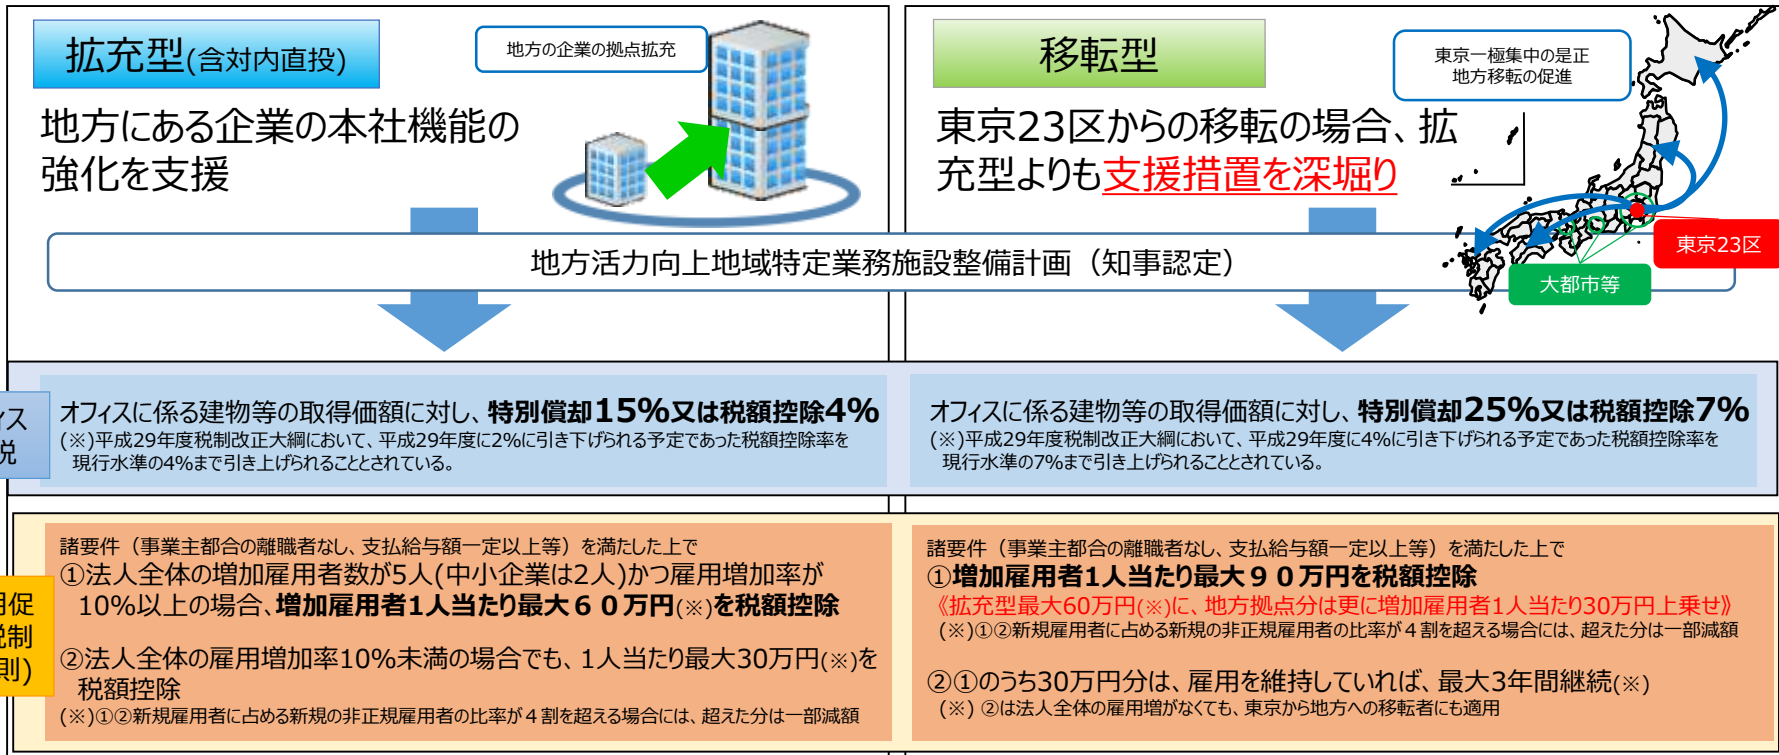 拡充型(含対内直投)
地方の企業の拠点拡充
地方にある企業の本社機能の
強化を支援
移転型
東京一極集中の是正
地方移転の促進
東京23区からの移転の場合、拡
充型よりも支援措置を深堀り
東京23区
大都市等
地方活力向上地域特定業務施設整備計画（知事認定）
ィス
税
オフィスに係る建物等の取得価額に対し、特別償却15%又は税額控除4%
(※)平成29年度税制改正大綱において、平成29年度に2%に引き下げられる予定であった税額控除率を
現行水準の4%まで引き上げられることとされている。
オフィスに係る建物等の取得価額に対し、特別償却25%又は税額控除7%
(※)平成29年度税制改正大綱において、平成29年度に4%に引き下げられる予定であった税額控除率を
現行水準の7%まで引き上げられることとされている。
用促
税制
則)
諸要件（事業主都合の離職者なし、支払給与額一定以上等）を満たした上で
①法人全体の増加雇用者数が5人(中小企業は2人)かつ雇用増加率が
10%以上の場合、増加雇用者1人当たり最大６０万円(※)を税額控除
②法人全体の雇用増加率10%未満の場合でも、1人当たり最大30万円(※)を
税額控除
(※)①②新規雇用者に占める新規の非正規雇用者の比率が４割を超える場合には、超えた分は一部減額
諸要件（事業主都合の離職者なし、支払給与額一定以上等）を満たした上で
①増加雇用者1人当たり最大９０万円を税額控除
《拡充型最大60万円(※)に、地方拠点分は更に増加雇用者1人当たり30万円上乗せ》
(※)①②新規雇用者に占める新規の非正規雇用者の比率が４割を超える場合には、超えた分は一部減額
②①のうち30万円分は、雇用を維持していれば、最大3年間継続(※)
(※) ②は法人全体の雇用増がなくても、東京から地方への移転者にも適用